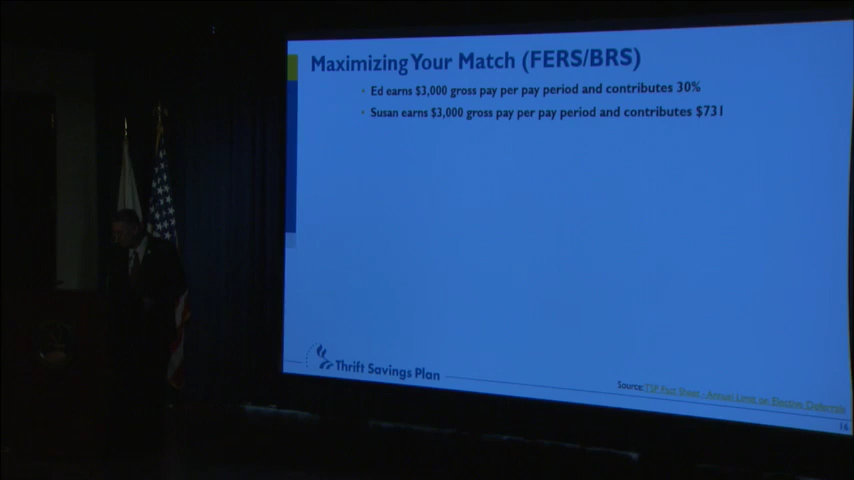 Maximizing Your Match (FERS/BRS)
• Ed earns $3,000 gross pay per pay period and contributes 30%
• Susan earns $3,000 gross pay per pay period and contributes $731
Thrift Savings Plan
Source: TSP Fact Sheet - Annual Limit on Elective Deferrals
16